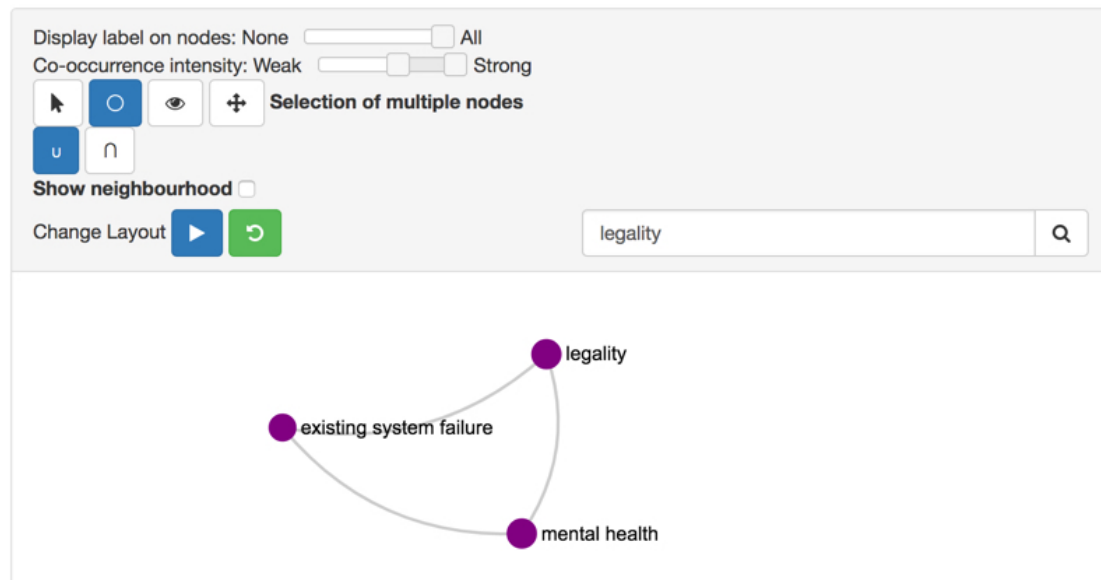 Display label on nodes: None All
Co-occurrence intensity: Weak Strong
Selection of multiple nodes
∪ ∩
Show neighbourhood
Change Layout
legality
legality
existing system failure
mental health